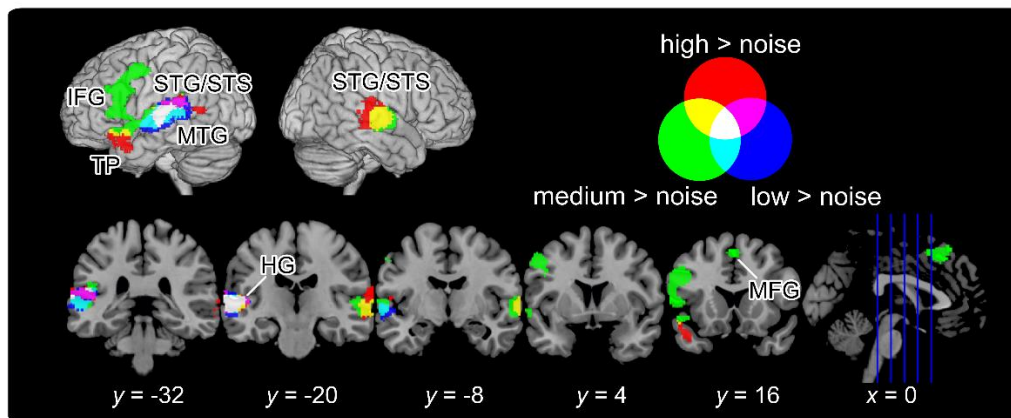 high > noise
IFG
STG/STS
STG/STS
MTG
TP
medium > noise
low > noise
HG
MFG
y = -32
y = -20
y = -8
y = 4
y = 16
x = 0